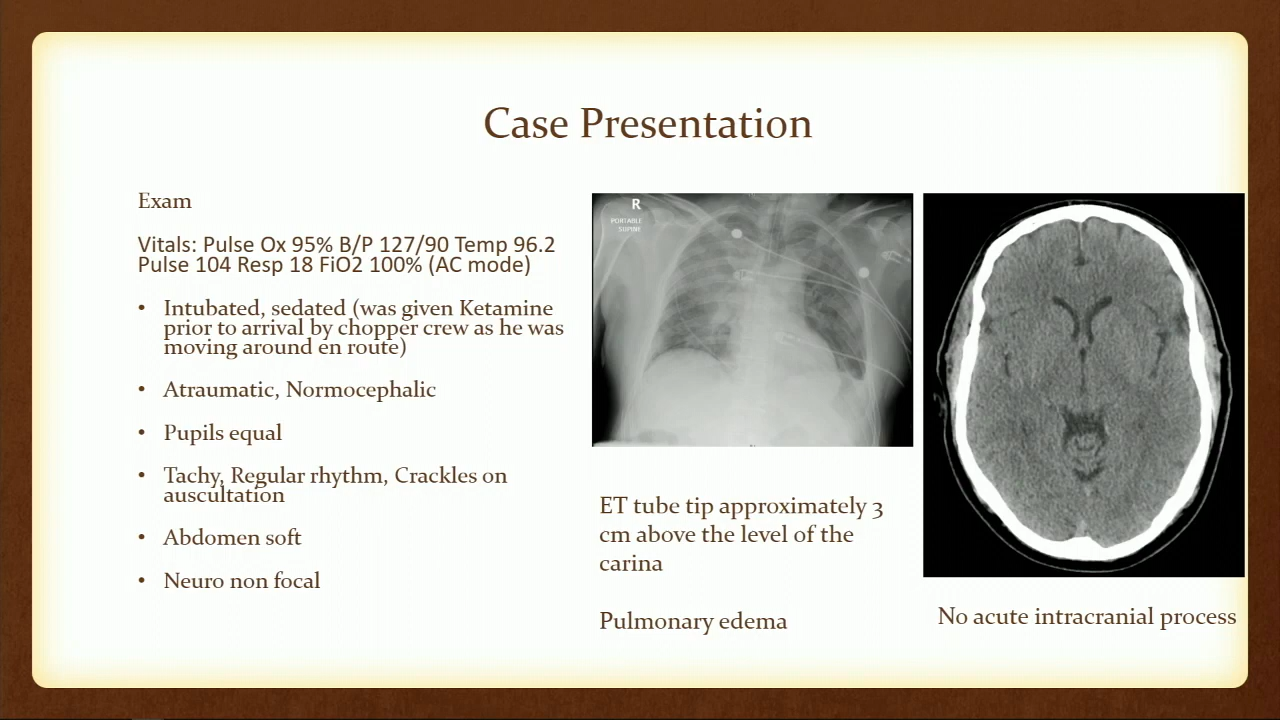 Case Presentation
Exam
Vitals: Pulse Ox 95% B/P 127/90 Temp 96.2
Pulse 104 Resp 18 FiO2 100% (AC mode)
• Intubated, sedated (was given Ketamine
prior to arrival by chopper crew as he was
moving around en route)
• Atraumatic, Normocephalic
• Pupils equal
• Tachy, Regular rhythm, Crackles on
auscultation
• Abdomen soft
• Neuro non focal
R
PORTABLE
SUPINE
ET tube tip approximately 3
cm above the level of the
carina
Pulmonary edema
No acute intracranial process